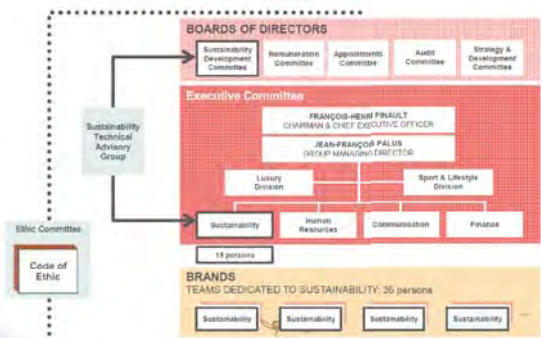 BOARDS OF DIRECTORS
Sustainability
Development
Committee
Remuneration
Committee
Appointments
Committee
Audit
Committee
Strategy &
Development
Committee
Executive Committee
FRANÇOIS-HENRI PINAULT
CHAIRMAN & CHIEF EXECUTIVE OFFICER
JEAN-FRANÇOIS PALUS
GROUP MANAGING DIRECTOR
Sustainability
Technical
Advisory
Group
Luxury
Division
Sport & Lifestyle
Division
Sustainability
Human
Resources
Communication
Finance
Ethic Committee
Code of
Ethic
persons
BRANDS
TEAMS DEDICATED TO SUSTAINABILITY: 35 persons
Sustainability
Sustainability
Sustainability
Sustainability